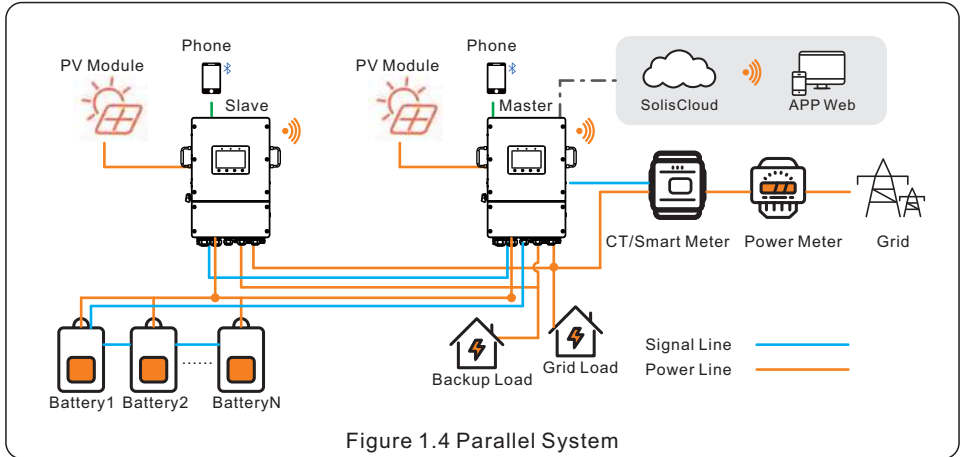 Phone
Phone
PV Module
PV Module
Slave
Master
SolisCloud
APP Web
CT/Smart Meter
Power Meter
Grid
Signal Line
Power Line
Backup Load
Grid Load
......
Battery1
Battery2
BatteryN
Figure 1.4 Parallel System